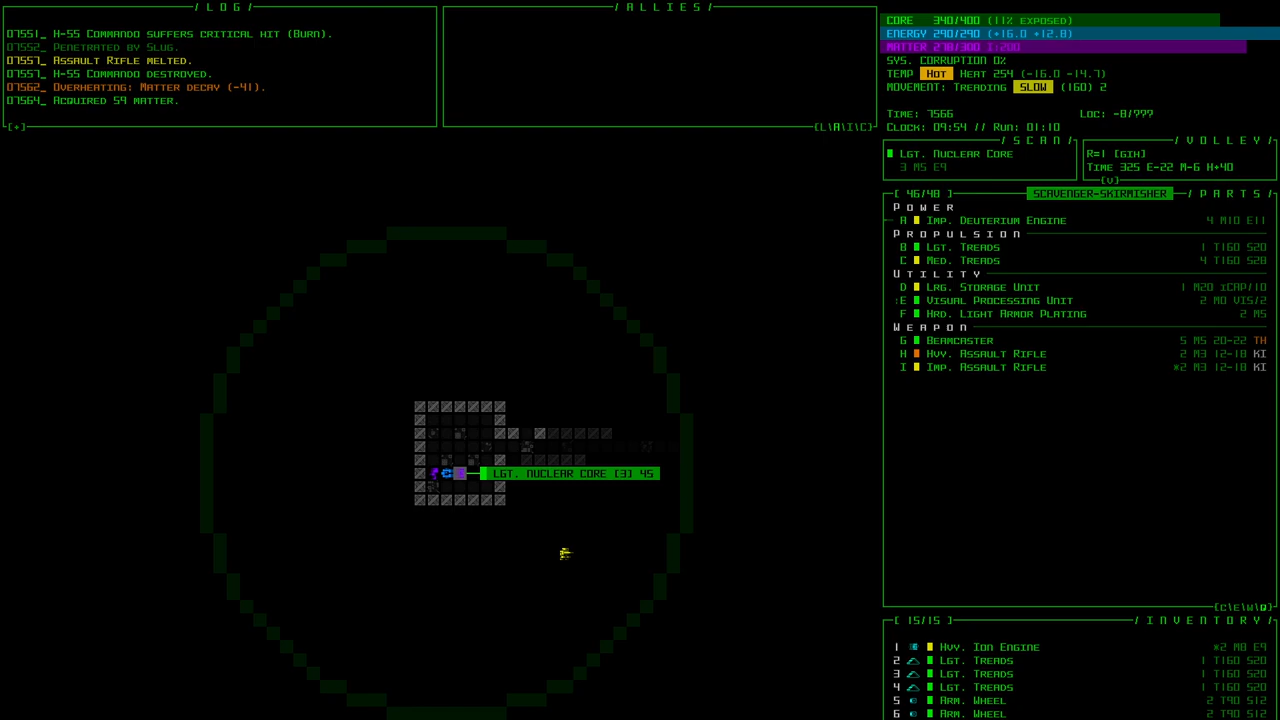 / L O G /
07551_ H-55 Commando suffers critical hit (Burn).
07552_ Penetrated by Slug.
07557_ Assault Rifle melted.
07557_ H-55 Commando destroyed.
07562_ Overheating: Matter decay (-41).
07564_ Acquired 59 matter.
[+]
/ A L L I E S /
[L\A\I\C]
CORE 340/400 (11% EXPOSED)
ENERGY 290/290 (+16.0 +12.8)
MATTER 270/300
SYS. CORRUPTION 0%
TEMP Hot HEAT 254 (-16.0 -14.7)
MOVEMENT: Treading SLOW (160) 2
Time: 7566 Loc: -8/???
Clock: 09:54 // Run: 01:10
/ S C A N /
Lgt. Nuclear Core
3 M5 E9
/ V O L L E Y /
R=1 [GIH]
Time 325 E-22 M-6 H+40
[V]
[ 46/48 ] SCAVENGER-SKIRMISHER / P A R T S /
P O W E R
A Imp. Deuterium Engine 4 M10 E11
P R O P U L S I O N
B Lgt. Treads 1 T160 S20
C Med. Treads 4 T160 S28
U T I L I T Y
D Lrg. Storage Unit 1 M20 ICAP/10
:E Visual Processing Unit 2 M0 VIS/2
F Hrd. Light Armor Plating 2 M5
W E A P O N
G Beamcaster 5 M5 20-22 TH
H Hvy. Assault Rifle 2 M3 12-18 KI
I Imp. Assault Rifle *2 M3 12-18 KI
LGT. NUCLEAR CORE [3] 45
[C\E\W\Q]
[ 15/15 ] / I N V E N T O R Y /
1 Hvy. Ion Engine *2 M8 E9
2 Lgt. Treads 1 T160 S20
3 Lgt. Treads 1 T160 S20
4 Lgt. Treads 1 T160 S20
5 Arm. Wheel 2 T90 S12
6 Arm. Wheel 2 T90 S12